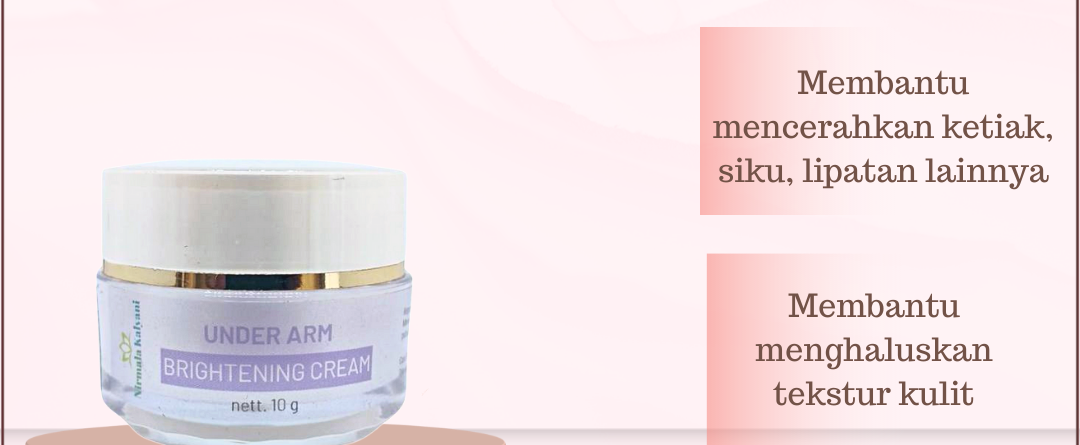 Membantu
mencerahkan ketiak,
siku, lipatan lainnya
Membantu
menghaluskan
tekstur kulit
Nirmala Kalyani
UNDER ARM
BRIGHTENING CREAM
nett. 10 g